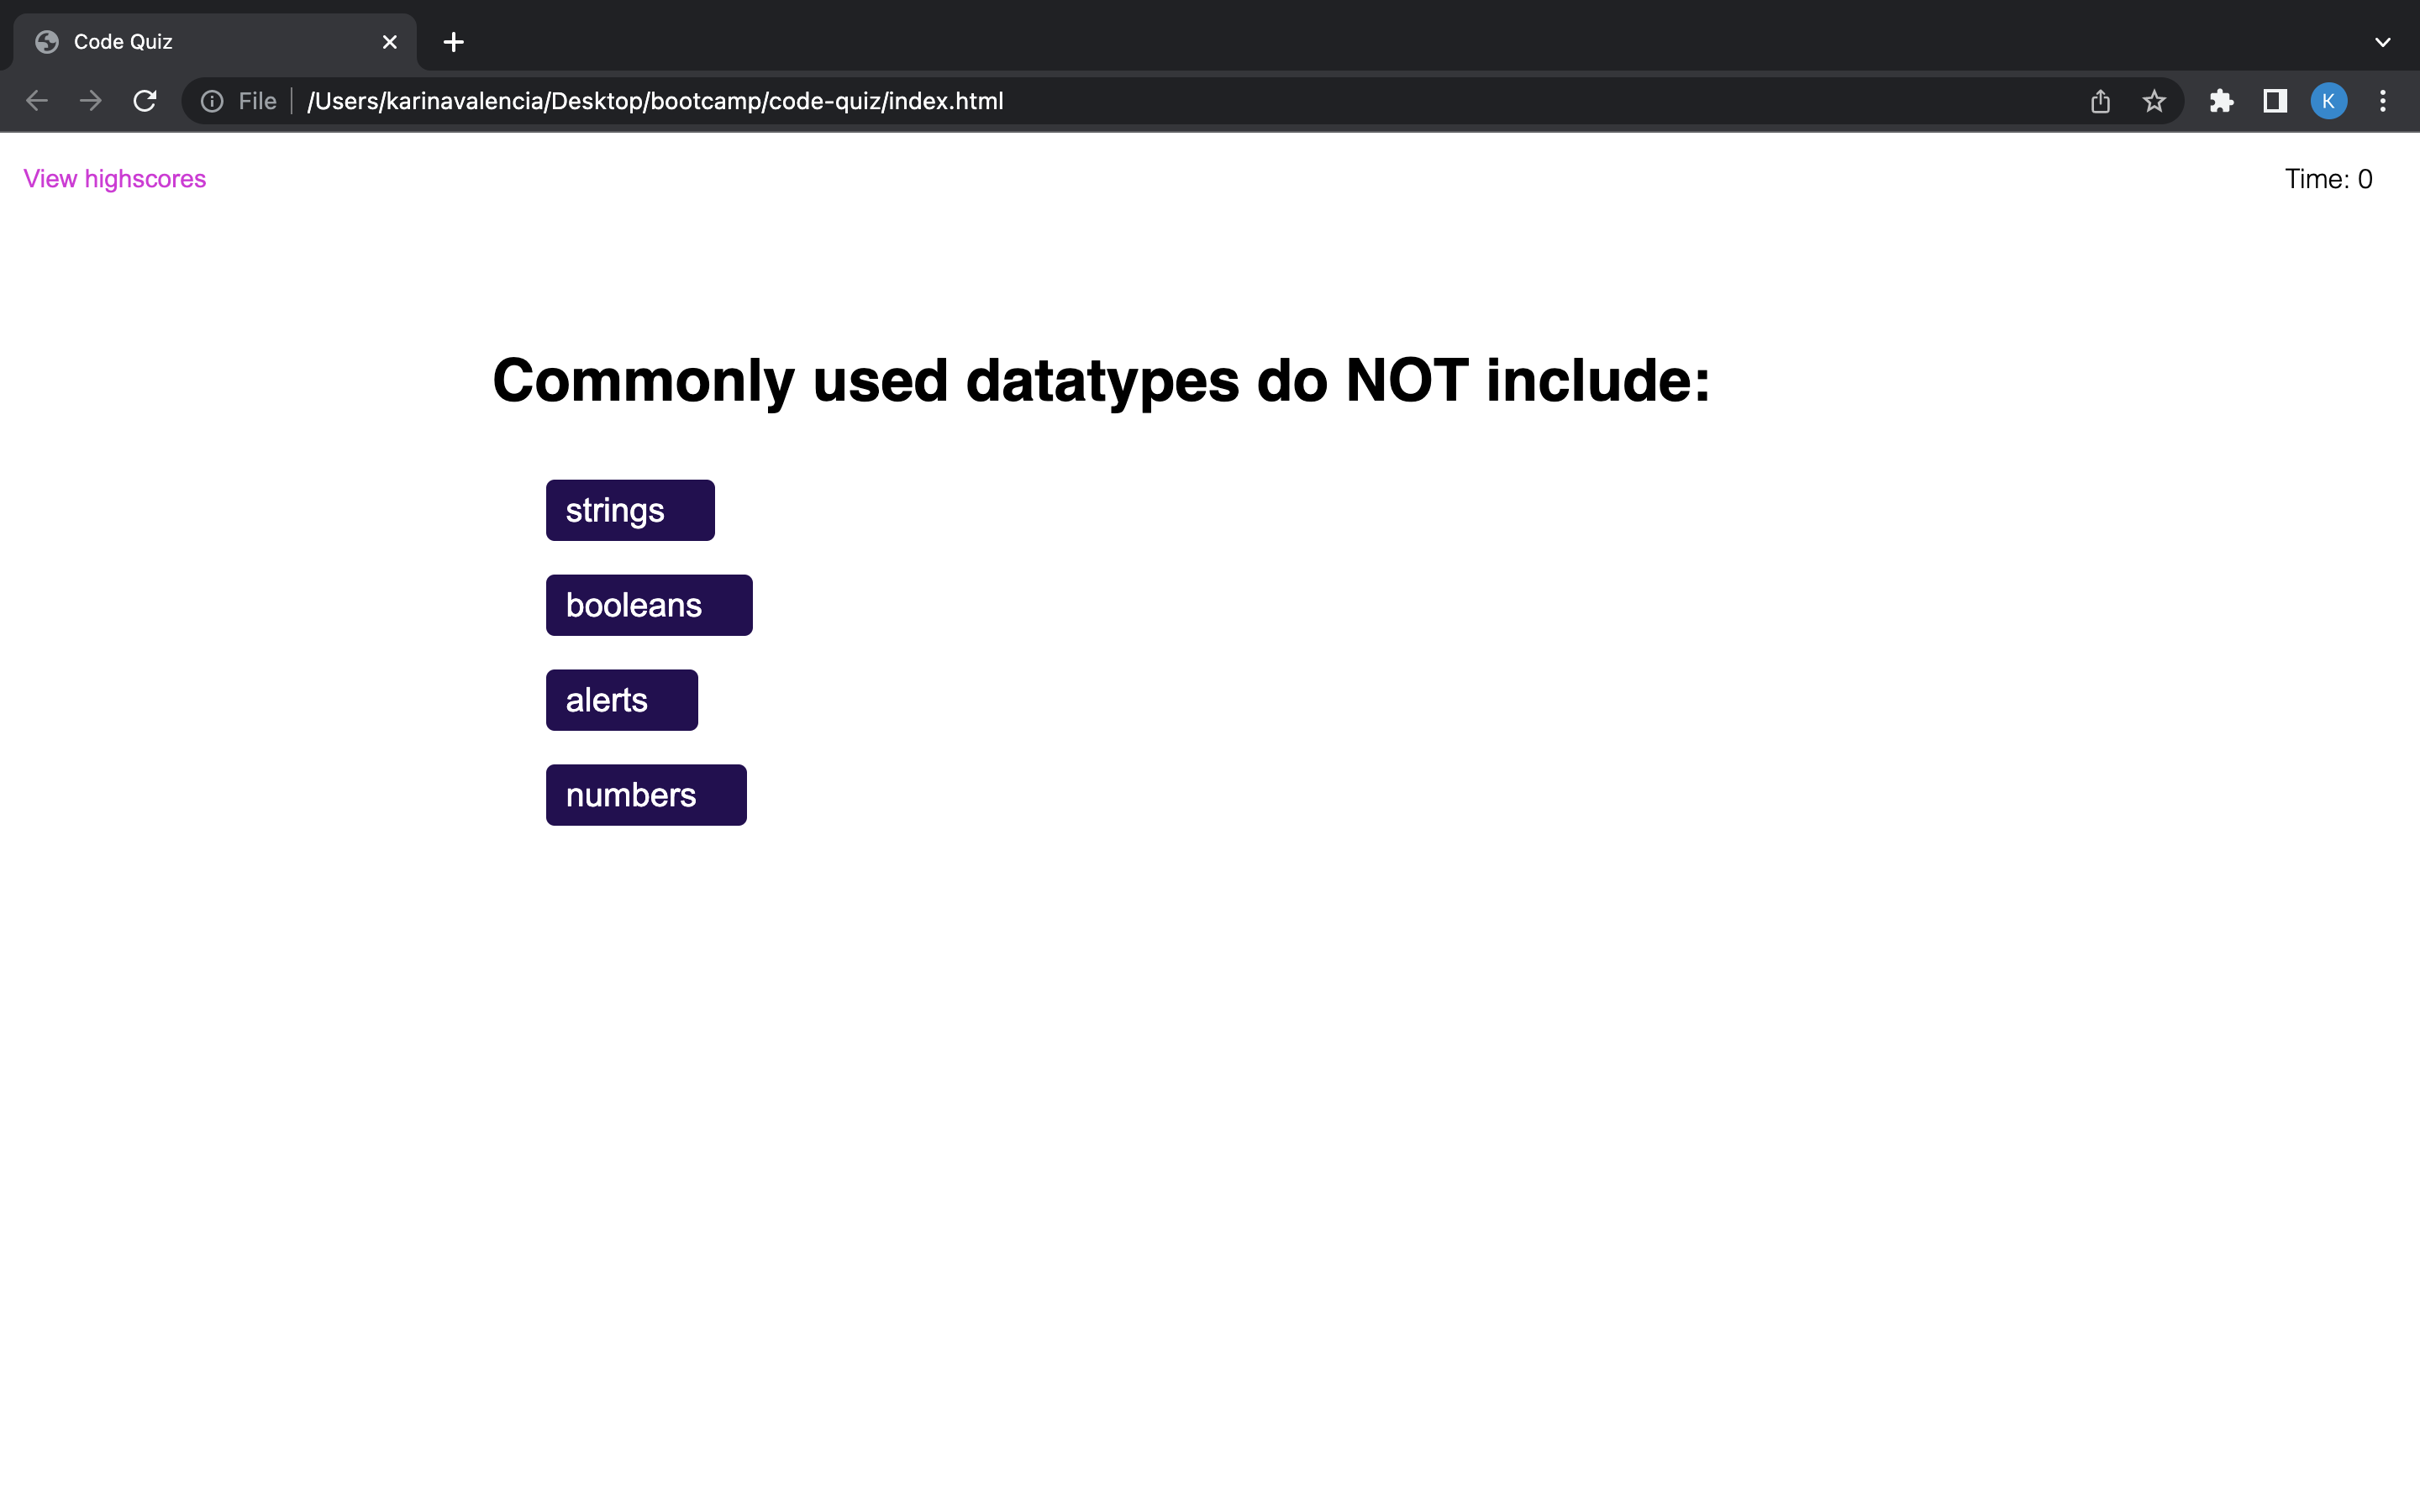 Code Quiz
File /Users/karinavalencia/Desktop/bootcamp/code-quiz/index.html
K
View highscores
Time: 0
Commonly used datatypes do NOT include:
strings
booleans
alerts
numbers